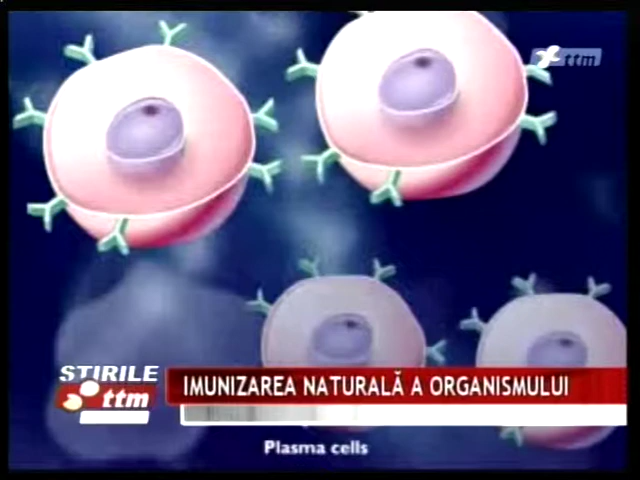 ttm
STIRILE
ttm
IMUNIZAREA NATURALĂ A ORGANISMULUI
Plasma cells